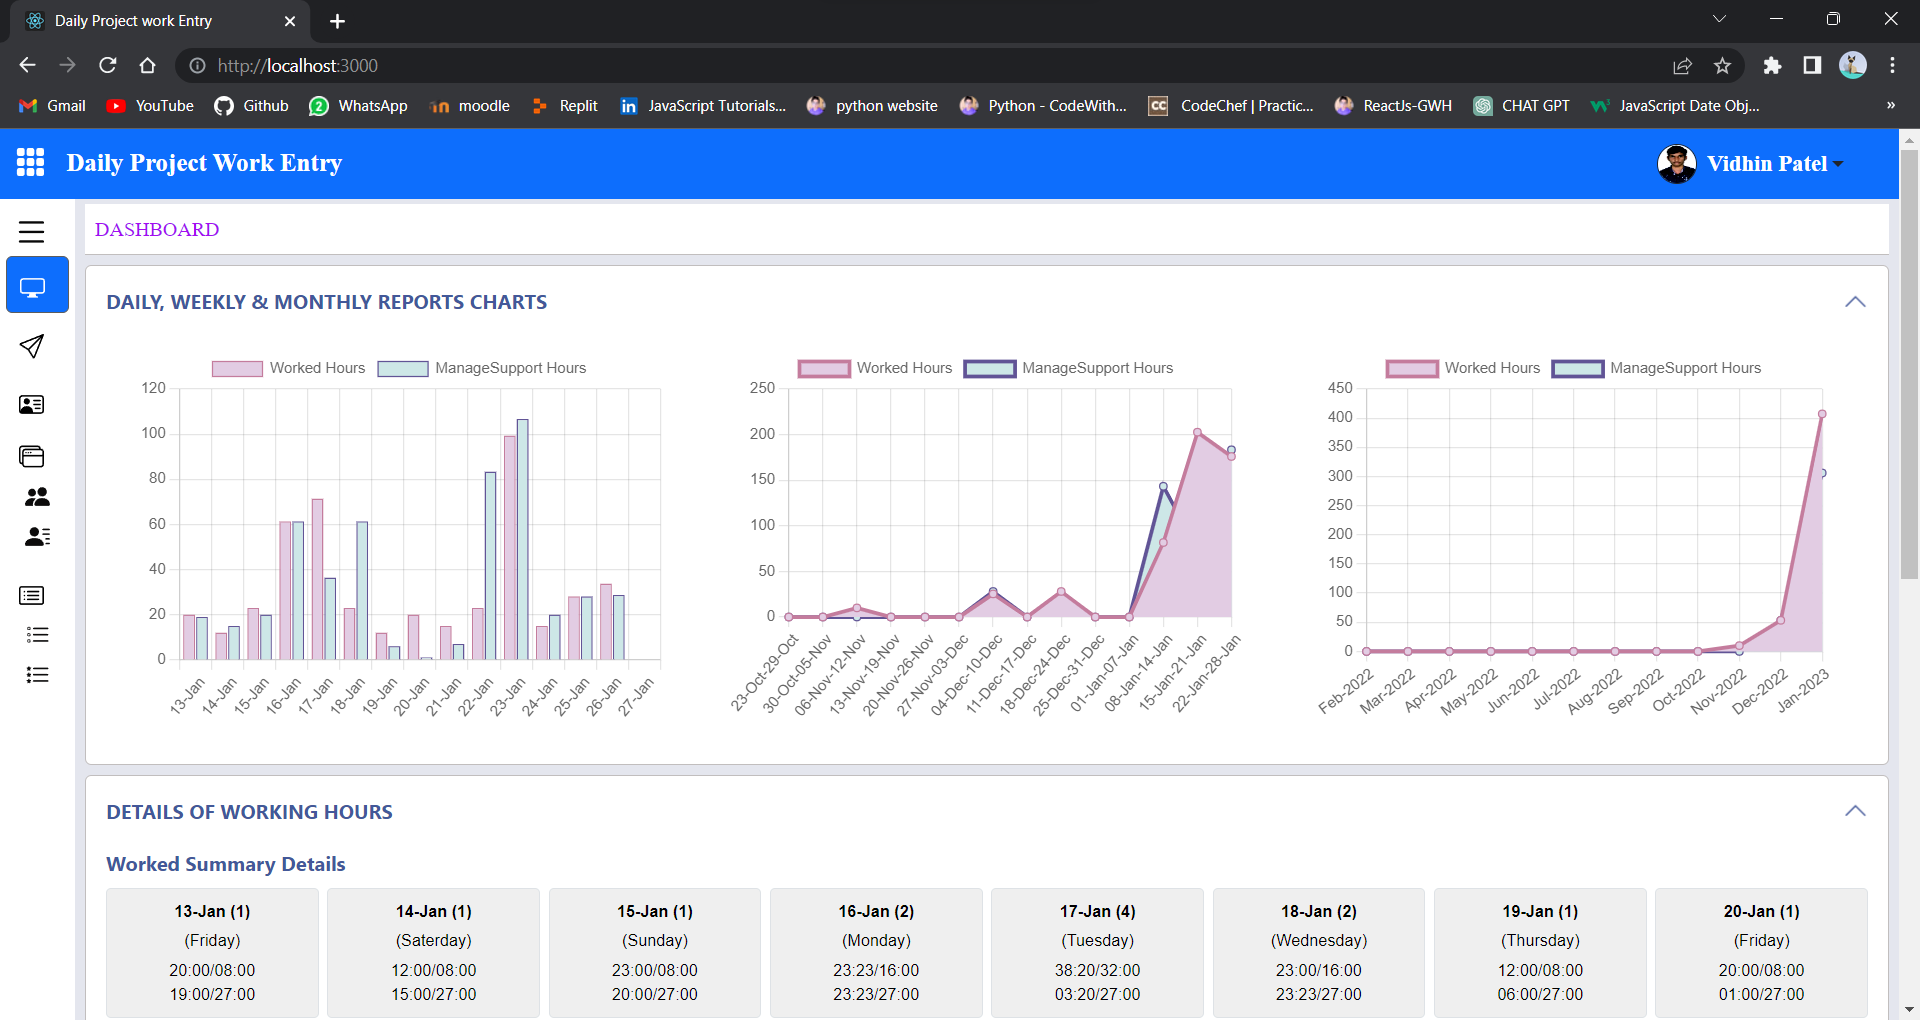 Daily Project work Entry
http://localhost:3000
Gmail YouTube Github 2 WhatsApp moodle Replit in JavaScript Tutorials... python website Python - CodeWith... CC CodeChef | Practic... ReactJs-GWH CHAT GPT JavaScript Date Obj... »
Daily Project Work Entry
Vidhin Patel
DASHBOARD
DAILY, WEEKLY & MONTHLY REPORTS CHARTS
Worked Hours ManageSupport Hours
120
100
80
60
40
20
0
13-Jan 14-Jan 15-Jan 16-Jan 17-Jan 18-Jan 19-Jan 20-Jan 21-Jan 22-Jan 23-Jan 24-Jan 25-Jan 26-Jan 27-Jan
Worked Hours ManageSupport Hours
250
200
150
100
50
0
23-Oct-29-Oct 30-Oct-05-Nov 06-Nov-12-Nov 13-Nov-19-Nov 20-Nov-26-Nov 27-Nov-03-Dec 04-Dec-10-Dec 11-Dec-17-Dec 18-Dec-24-Dec 25-Dec-31-Dec 01-Jan-07-Jan 08-Jan-14-Jan 15-Jan-21-Jan 22-Jan-28-Jan
Worked Hours ManageSupport Hours
450
400
350
300
250
200
150
100
50
0
Feb-2022 Mar-2022 Apr-2022 May-2022 Jun-2022 Jul-2022 Aug-2022 Sep-2022 Oct-2022 Nov-2022 Dec-2022 Jan-2023
DETAILS OF WORKING HOURS
Worked Summary Details
13-Jan (1) 14-Jan (1) 15-Jan (1) 16-Jan (2) 17-Jan (4) 18-Jan (2) 19-Jan (1) 20-Jan (1)
(Friday) (Saterday) (Sunday) (Monday) (Tuesday) (Wednesday) (Thursday) (Friday)
20:00/08:00 12:00/08:00 23:00/08:00 23:23/16:00 38:20/32:00 23:00/16:00 12:00/08:00 20:00/08:00
19:00/27:00 15:00/27:00 20:00/27:00 23:23/27:00 03:20/27:00 23:23/27:00 06:00/27:00 01:00/27:00